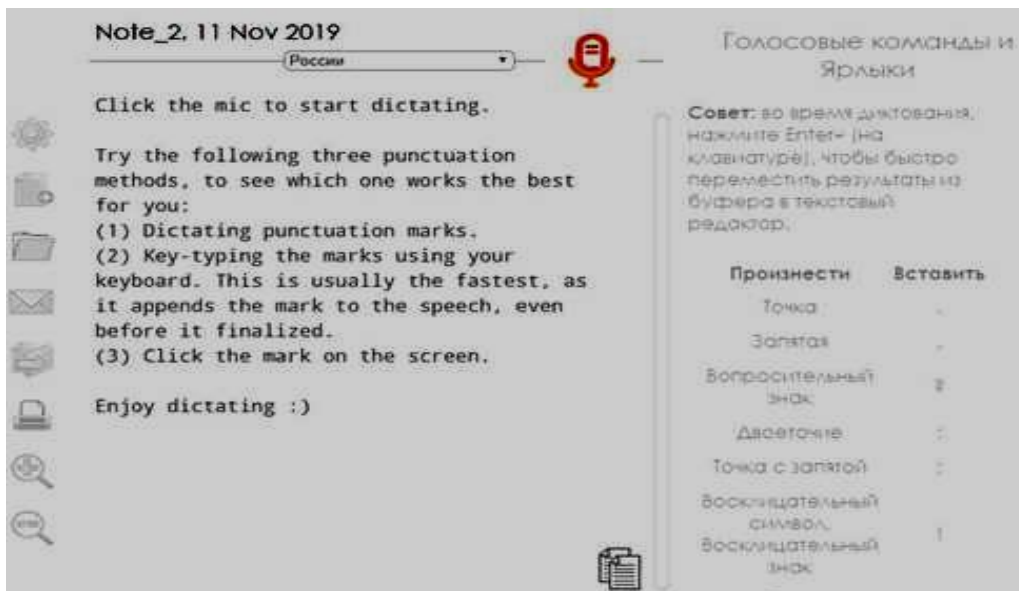 Note_2, 11 Nov 2019
России
Click the mic to start dictating.
Try the following three punctuation
methods, to see which one works the best
for you:
(1) Dictating punctuation marks.
(2) Key-typing the marks using your
keyboard. This is usually the fastest, as
it appends the mark to the speech, even
before it finalized.
(3) Click the mark on the screen.
Enjoy dictating :)
Голосовые команды и
Ярлыки
Совет: во время диктования,
нажмите Enter↵ (на
клавиатуре), чтобы быстро
переместить результаты из
буфера в текстовый
редактор.
Произнести Вставить
Точка .
Запятая ,
Вопросительный
знак ?
Двоеточие :
Точка с запятой ;
Восклицательный
символ,
Восклицательный
знак !